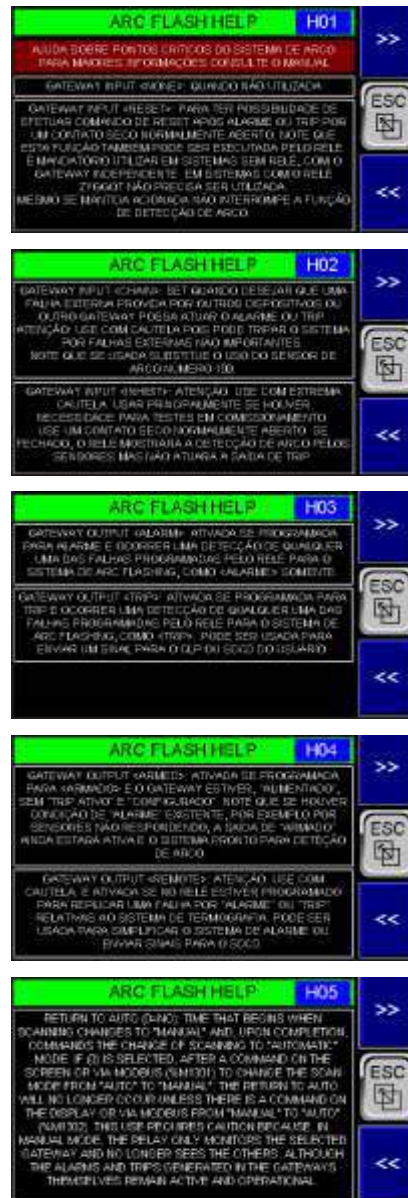 ARC FLASH HELP H01
>>
AJUDA SOBRE PONTOS CRITICOS DO SISTEMA DE ARCO
PARA MAIORES INFORMAÇÕES CONSULTE O MANUAL
GATEWAY INPUT <NONE>: QUANDO NÃO UTILIZADA
GATEWAY INPUT <RESET>: PARA TER POSSIBILIDADE DE
EFETUAR COMANDO DE RESET APÓS ALARME OU TRIP POR
UM CONTATO SECO NORMALMENTE ABERTO. NOTE QUE
ESTA FUNÇÃO TAMBEM PODE SER EXECUTADA PELO RELE.
É MANDATÓRIO UTILIZAR EM SISTEMAS SEM RELÉ, COM O
GATEWAY INDEPENDENTE. EM SISTEMAS COM O RELÉ
ZYGGOT NÃO PRECISA SER UTILIZADA.
MESMO SE MANTIDA ACIONADA NÃO INTERROMPE A FUNÇÃO
DE DETECÇÃO DE ARCO.
ESC
<<
ARC FLASH HELP H02
>>
GATEWAY INPUT <CHAIN>: SET QUANDO DESEJAR QUE UMA
FALHA EXTERNA PROVIDA POR OUTROS DISPOSITIVOS OU
OUTRO GATEWAY POSSA ATUAR O ALARME OU TRIP.
ATENÇÃO: USE COM CAUTELA POIS PODE TRIPAR O SISTEMA
POR FALHAS EXTERNAS NÃO IMPORTANTES.
NOTE QUE SE USADA SUBSTITUE O USO DO SENSOR DE
ARCO NÚMERO 100.
GATEWAY INPUT <INHIBIT>: ATENÇÃO: USE COM EXTREMA
CAUTELA. USAR PRINCIPALMENTE SE HOUVER
NECESSIDADE PARA TESTES EM COMISSIONAMENTO.
USE UM CONTATO SECO NORMALMENTE ABERTO. SE
FECHADO, O RELE MOSTRARÁ A DETECÇÃO DE ARCO PELOS
SENSORES MAS NÃO ATUARÁ A SAÍDA DE TRIP.
ESC
<<
ARC FLASH HELP H03
>>
GATEWAY OUTPUT <ALARM>: ATIVADA SE PROGRAMADA
PARA ALARME E OCORRER UMA DETECÇÃO DE QUALQUER
UMA DAS FALHAS PROGRAMADAS PELO RELÉ PARA O
SISTEMA DE ARC FLASHING, COMO <ALARME> SOMENTE.
GATEWAY OUTPUT <TRIP>: ATIVADA SE PROGRAMADA PARA
TRIP E OCORRER UMA DETECÇÃO DE QUALQUER UMA DAS
FALHAS PROGRAMADAS PELO RELÉ PARA O SISTEMA DE
ARC FLASHING, COMO <TRIP>. PODE SER USADA PARA
ENVIAR UM SINAL PARA O CLP OU SDCD DO USUÁRIO.
ESC
<<
ARC FLASH HELP H04
>>
GATEWAY OUTPUT <ARMED>: ATIVADA SE PROGRAMADA
PARA <ARMADO> E O GATEWAY ESTIVER, "ALIMENTADO",
SEM "TRIP ATIVO" E "CONFIGURADO". NOTE QUE SE HOUVER
CONDIÇÃO DE "ALARME" EXISTENTE, POR EXEMPLO POR
SENSORES NÃO RESPONDENDO, A SAIDA DE "ARMADO"
AINDA ESTARÁ ATIVA E O SISTEMA PRONTO PARA DETEÇÃO
DE ARCO.
GATEWAY OUTPUT <REMOTE>: ATENÇÃO: USE COM
CAUTELA. É ATIVADA SE NO RELÉ ESTIVER PROGRAMADO
PARA REPLICAR UMA FALHA POR "ALARME" OU "TRIP"
RELATIVAS AO SISTEMA DE TERMOGRAFIA. PODE SER
USADA PARA SIMPLIFICAR O SISTEMA DE ALARME OU
ENVIAR SINAIS PARA O SDCD.
ESC
<<
ARC FLASH HELP H05
>>
RETURN TO AUTO (0=NO): TIME THAT BEGINS WHEN
SCANNING CHANGES TO "MANUAL" AND, UPON COMPLETION,
COMMANDS THE CHANGE OF SCANNING TO "AUTOMATIC"
MODE. IF (0) IS SELECTED, AFTER A COMMAND ON THE
SCREEN OR VIA MODBUS (%M1301) TO CHANGE THE SCAN
MODE FROM "AUTO" TO "MANUAL", THE RETURN TO AUTO
WILL NO LONGER OCCUR UNLESS THERE IS A COMMAND ON
THE DISPLAY OR VIA MODBUS FROM "MANUAL" TO "AUTO"
(%M1302). THIS USE REQUIRES CAUTION BECAUSE, IN
MANUAL MODE, THE RELAY ONLY MONITORS THE SELECTED
GATEWAY AND NO LONGER SEES THE OTHERS, ALTHOUGH
THE ALARMS AND TRIPS GENERATED IN THE GATEWAYS
THEMSELVES REMAIN ACTIVE AND OPERATIONAL.
ESC
<<